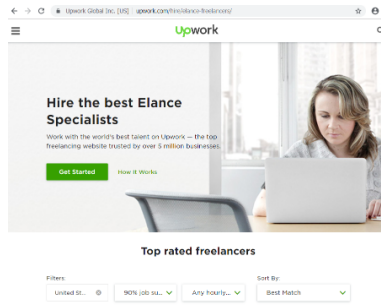 Upwork Global Inc. [US] | upwork.com/hire/elance-freelancers/
Upwork
Hire the best Elance
Specialists
Work with the world's best talent on Upwork — the top
freelancing website trusted by over 5 million businesses.
Get Started How it Works
Top rated freelancers
Filters: Sort By:
United St... 90% job su... Any hourly... Best Match